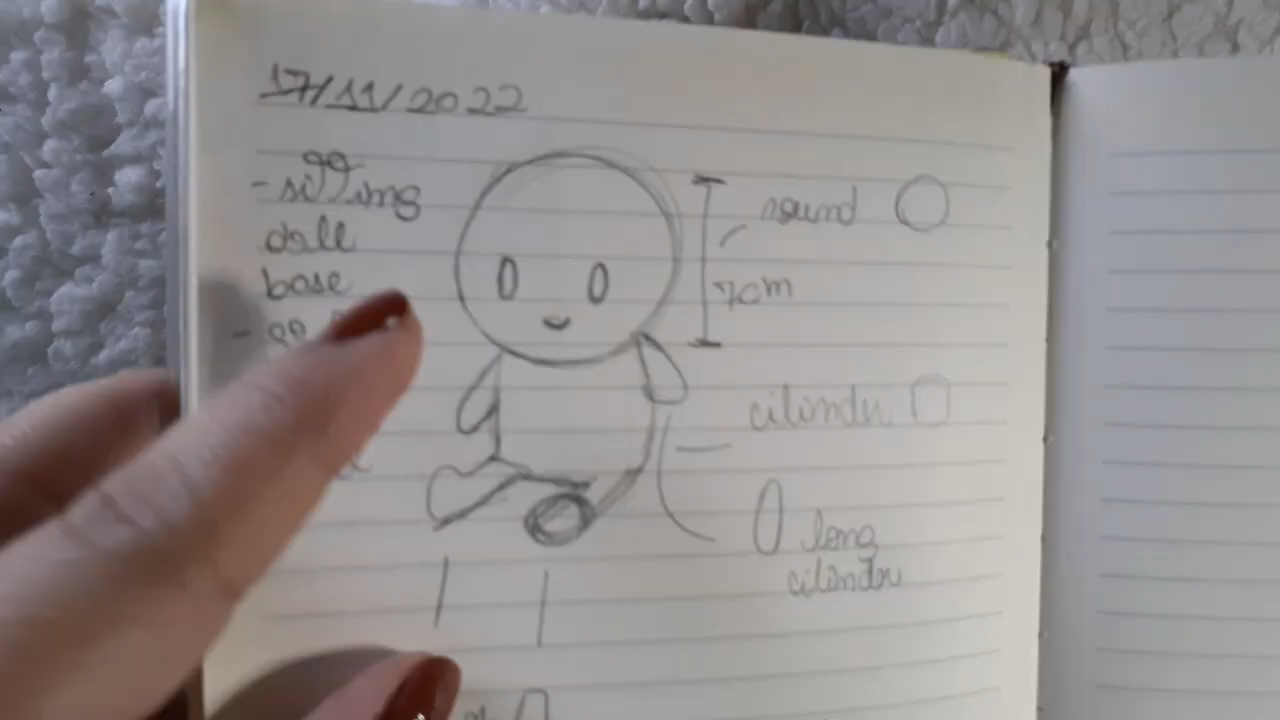 17/11/2022
- sitting
doll
base
round
7cm
cilinder
long
cilinder